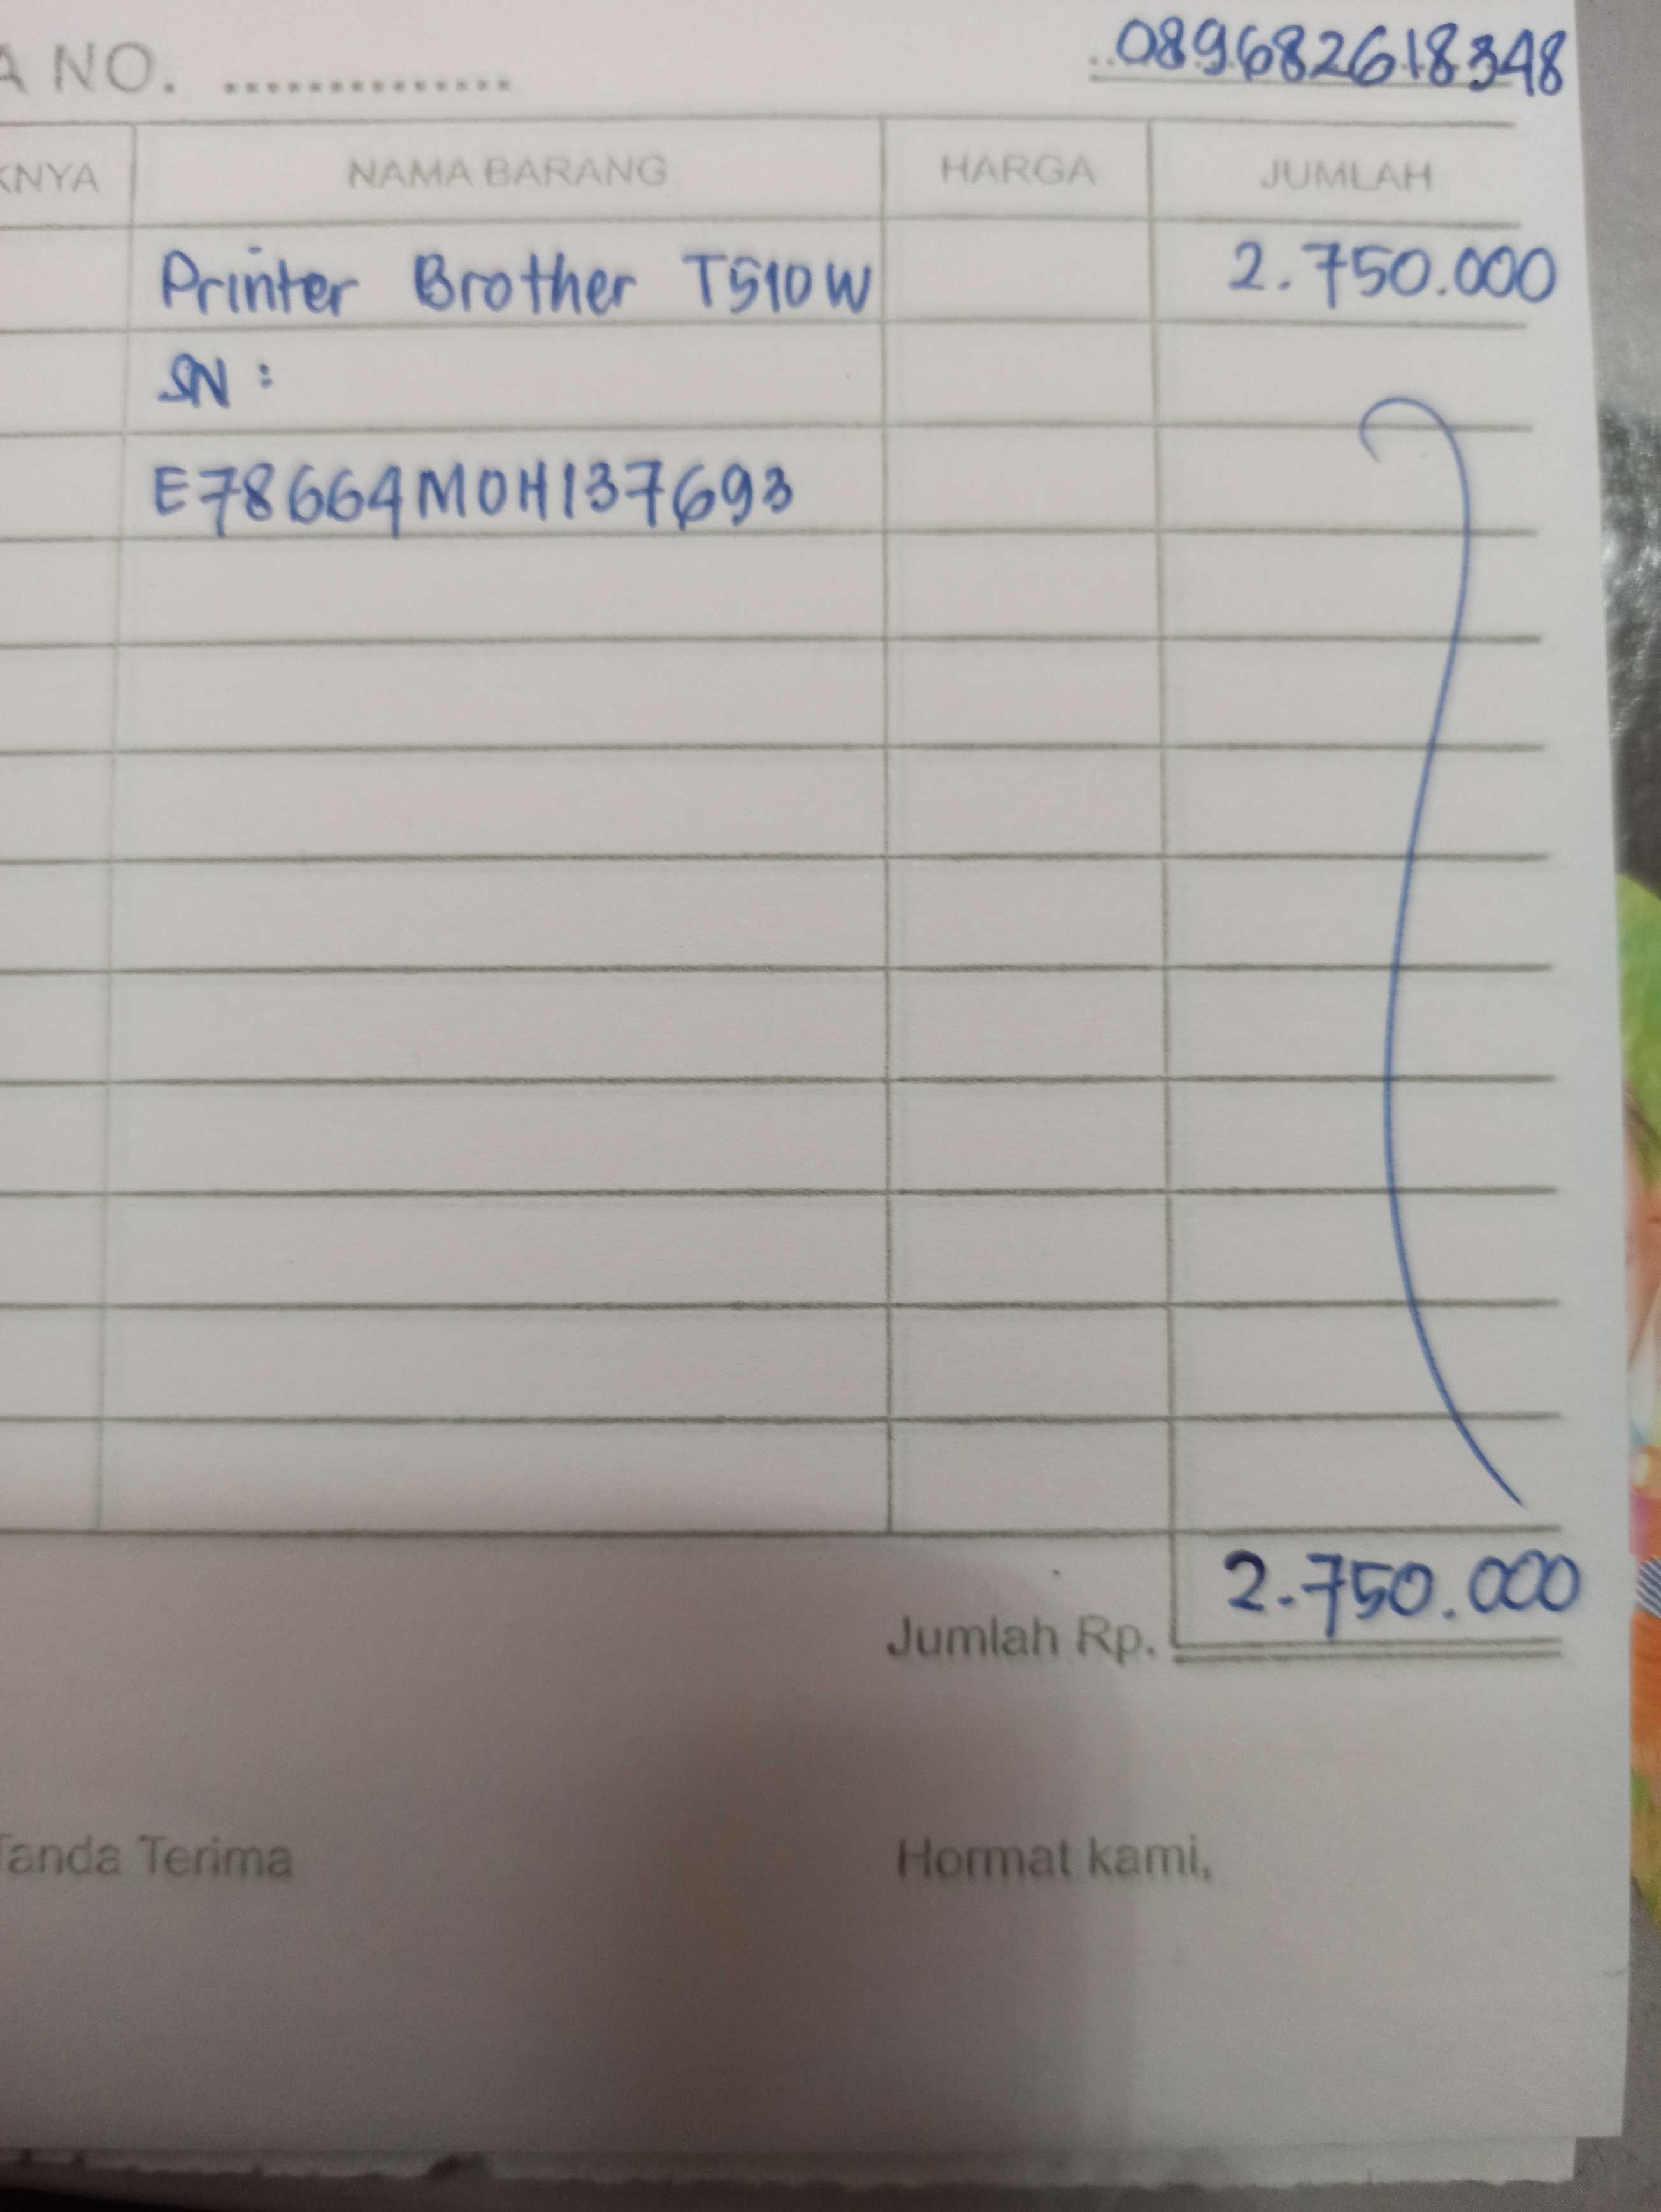 A NO. ..............
089682618348
KNYA NAMA BARANG HARGA JUMLAH
Printer Brother T510W 2.750.000
SN :
E78664M0H137693
Jumlah Rp. 2.750.000
Tanda Terima Hormat kami,